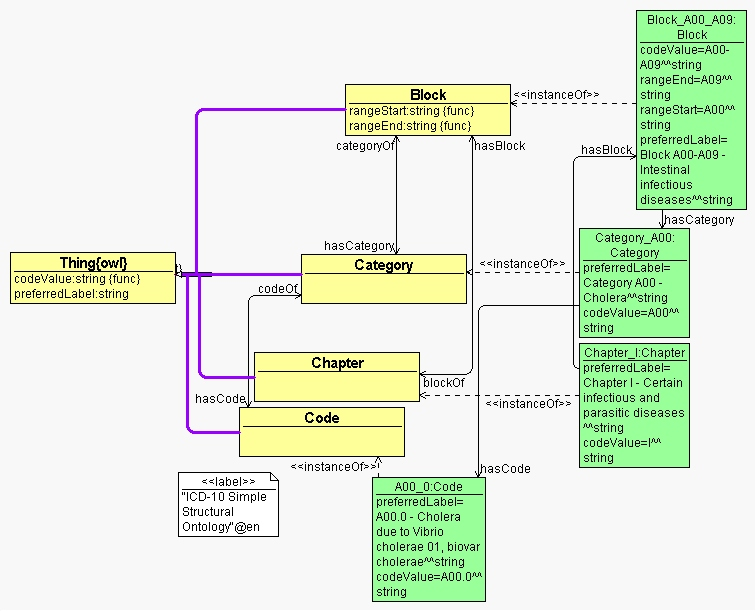 Block_A00_A09:
Block
codeValue=A00-
A09^^string
rangeEnd=A09^^
string
rangeStart=A00^^
string
preferredLabel=
Block A00-A09 -
Intestinal
infectious
diseases^^string
Block
rangeStart:string {func}
rangeEnd:string {func}
<<instanceOf>>
categoryOf
hasBlock
hasBlock
hasCategory
hasCategory
<<instanceOf>>
Category_A00:
Category
preferredLabel=
Category A00 -
Cholera^^string
codeValue=A00^^
string
Thing{owl}
codeValue:string {func}
preferredLabel:string
Category
codeOf
Chapter
blockOf
<<instanceOf>>
Chapter_I:Chapter
preferredLabel=
Chapter I - Certain
infectious and
parasitic diseases
^^string
codeValue=I^^
string
hasCode
Code
<<instanceOf>>
hasCode
<<label>>
"ICD-10 Simple
Structural
Ontology"@en
A00_0:Code
preferredLabel=
A00.0 - Cholera
due to Vibrio
cholerae 01, biovar
cholerae^^string
codeValue=A00.0^^
string